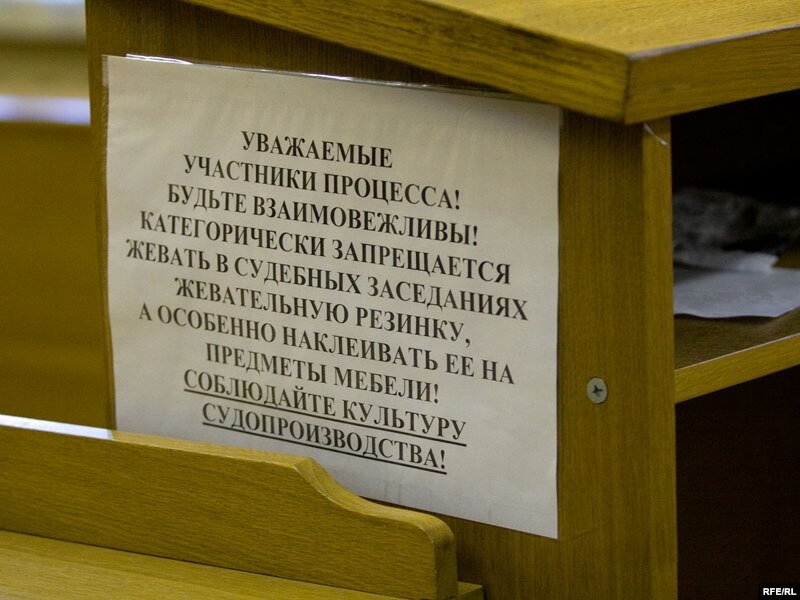 УВАЖАЕМЫЕ
УЧАСТНИКИ ПРОЦЕССА!
БУДЬТЕ ВЗАИМОВЕЖЛИВЫ!
КАТЕГОРИЧЕСКИ ЗАПРЕЩАЕТСЯ
ЖЕВАТЬ В СУДЕБНЫХ ЗАСЕДАНИЯХ
ЖЕВАТЕЛЬНУЮ РЕЗИНКУ,
А ОСОБЕННО НАКЛЕИВАТЬ ЕЕ НА
ПРЕДМЕТЫ МЕБЕЛИ!
СОБЛЮДАЙТЕ КУЛЬТУРУ
СУДОПРОИЗВОДСТВА!
RFE/RL